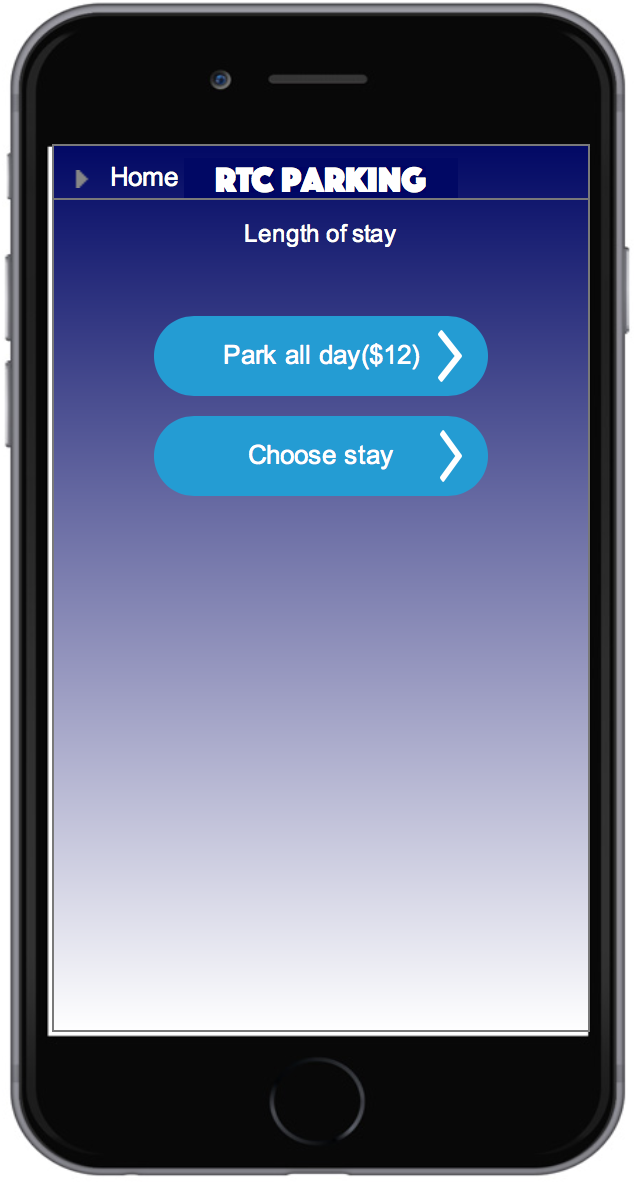 Home RTC PARKING
Length of stay
Park all day($12)
Choose stay